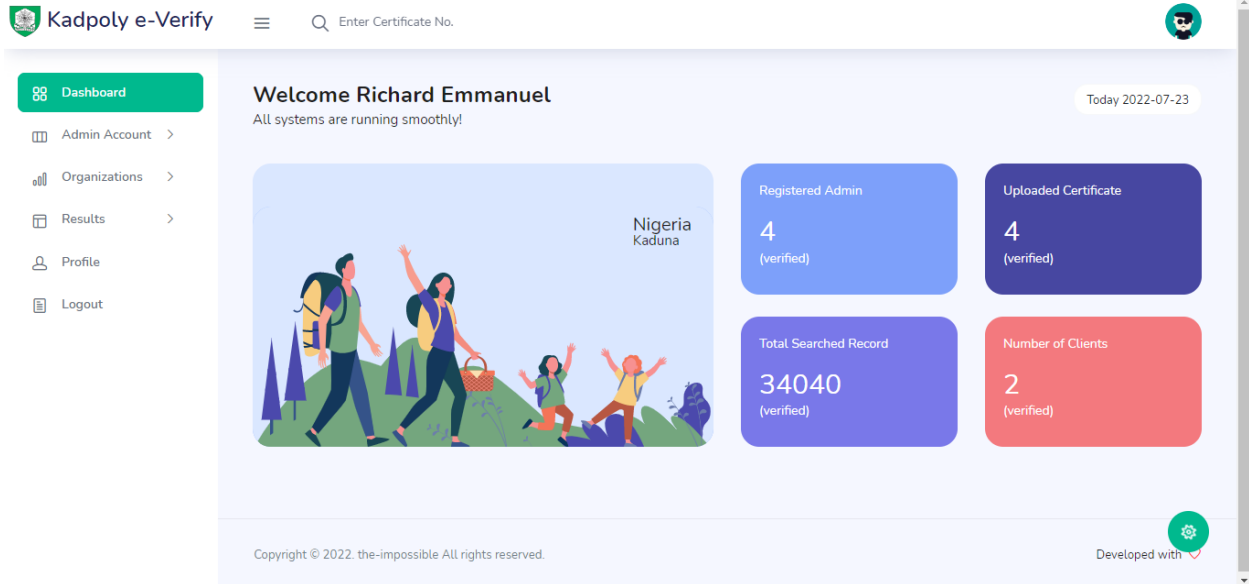 Kadpoly e-Verify
Enter Certificate No.
Dashboard
Admin Account
Organizations
Results
Profile
Logout
Welcome Richard Emmanuel
All systems are running smoothly!
Today 2022-07-23
Nigeria
Kaduna
Registered Admin
4
(verified)
Uploaded Certificate
4
(verified)
Total Searched Record
34040
(verified)
Number of Clients
2
(verified)
Copyright © 2022. the-impossible All rights reserved.
Developed with